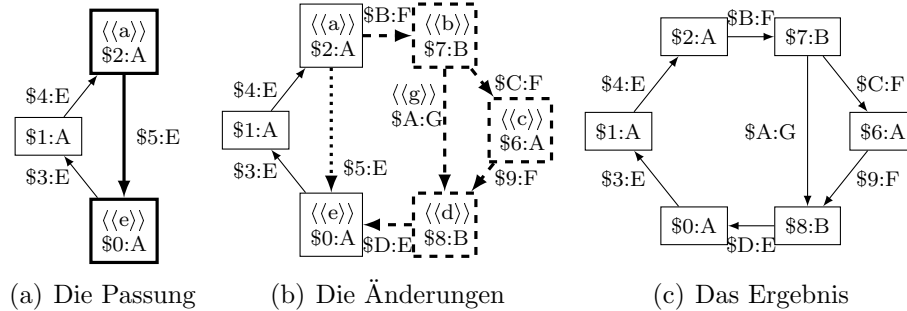 ⟨⟨a⟩⟩
$2:A
$4:E
$1:A
$5:E
$3:E
⟨⟨e⟩⟩
$0:A
(a) Die Passung
⟨⟨a⟩⟩
$2:A
$B:F
⟨⟨b⟩⟩
$7:B
$4:E
$C:F
⟨⟨g⟩⟩
$A:G
$1:A
⟨⟨c⟩⟩
$6:A
$3:E
$5:E
$9:F
⟨⟨e⟩⟩
$0:A
⟨⟨d⟩⟩
$8:B
$D:E
(b) Die Änderungen
$B:F
$2:A
$7:B
$4:E
$C:F
$1:A
$A:G
$6:A
$3:E
$9:F
$0:A
$8:B
$D:E
(c) Das Ergebnis